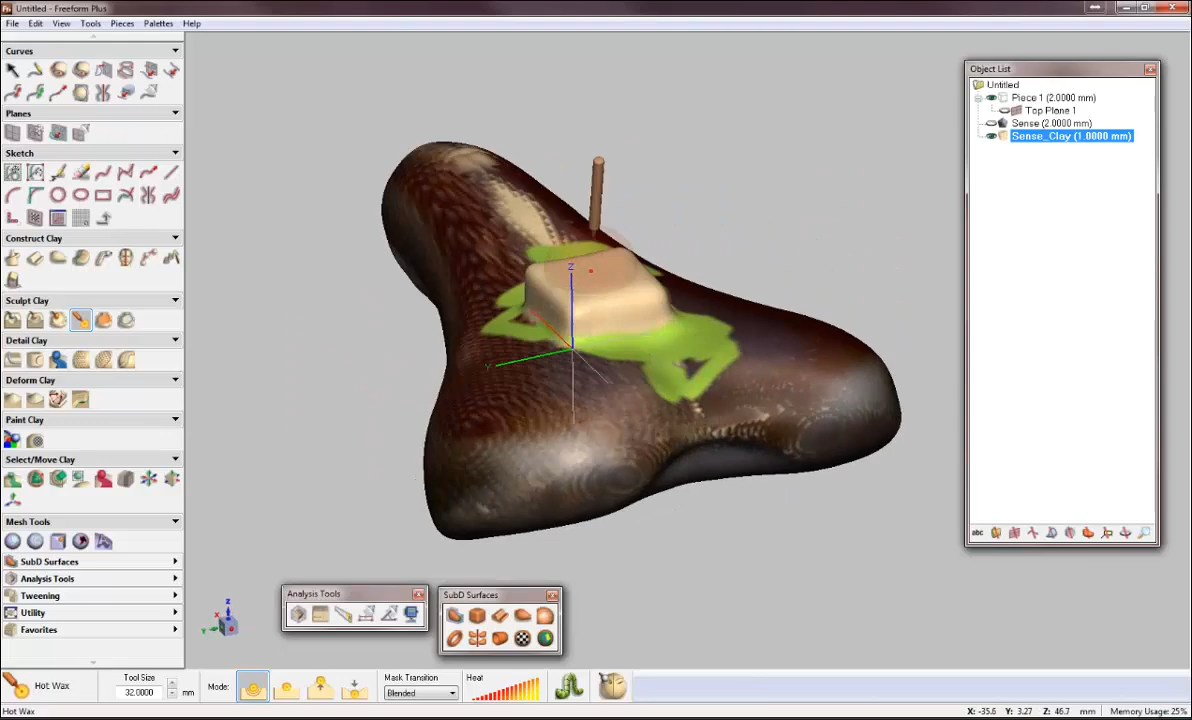 Untitled - Freeform Plus
File Edit View Tools Pieces Palettes Help
Curves
Planes
Sketch
Construct Clay
Sculpt Clay
Detail Clay
Deform Clay
Paint Clay
Select/Move Clay
Mesh Tools
SubD Surfaces
Analysis Tools
Tweening
Utility
Favorites
Object List
Untitled
Piece 1 (2.0000 mm)
Top Plane 1
Sense (2.0000 mm)
Sense_Clay (1.0000 mm)
abc
Z
Y
Z
X
Y
Analysis Tools
SubD Surfaces
Hot Wax
Tool Size
32.0000 mm
Mode:
Mask Transition
Blended
Heat
Hot Wax
X: -35.6 Y: 3.27 Z: 46.7 mm Memory Usage: 25%